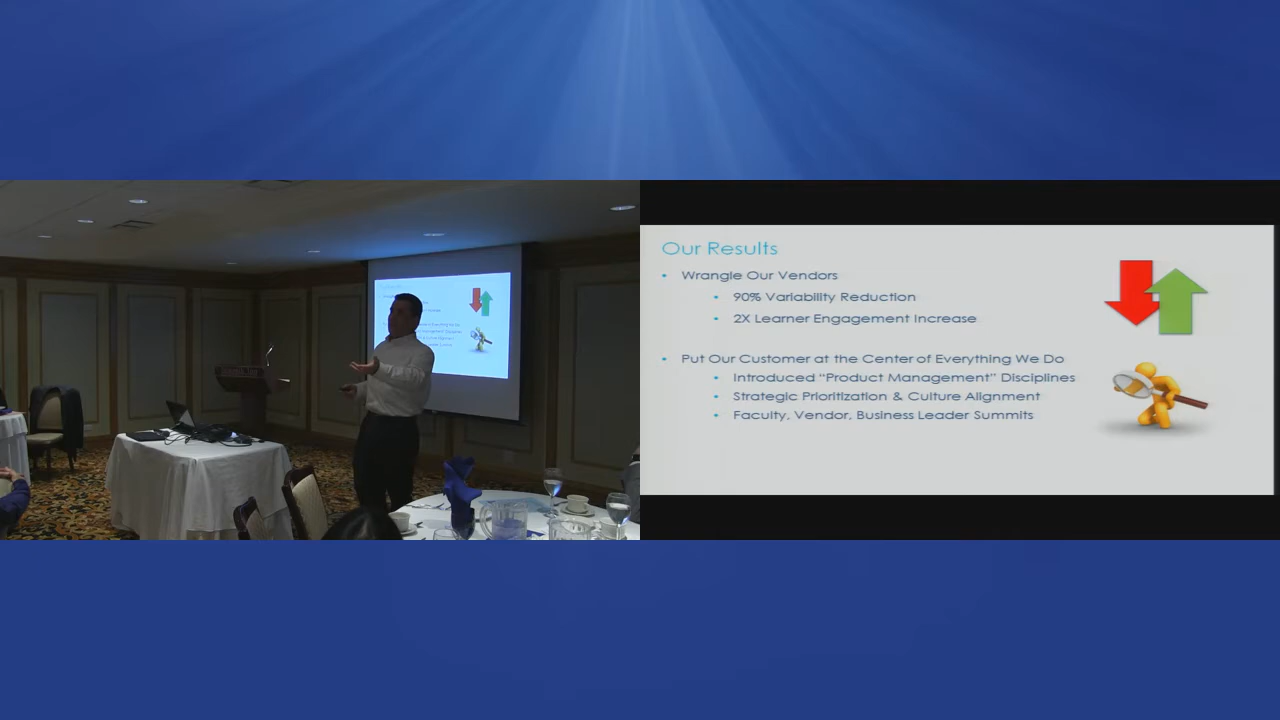 Our Results
• Wrangle Our Vendors
• 90% Variability Reduction
• 2X Learner Engagement Increase
• Put Our Customer at the Center of Everything We Do
• Introduced “Product Management” Disciplines
• Strategic Prioritization & Culture Alignment
• Faculty, Vendor, Business Leader Summits